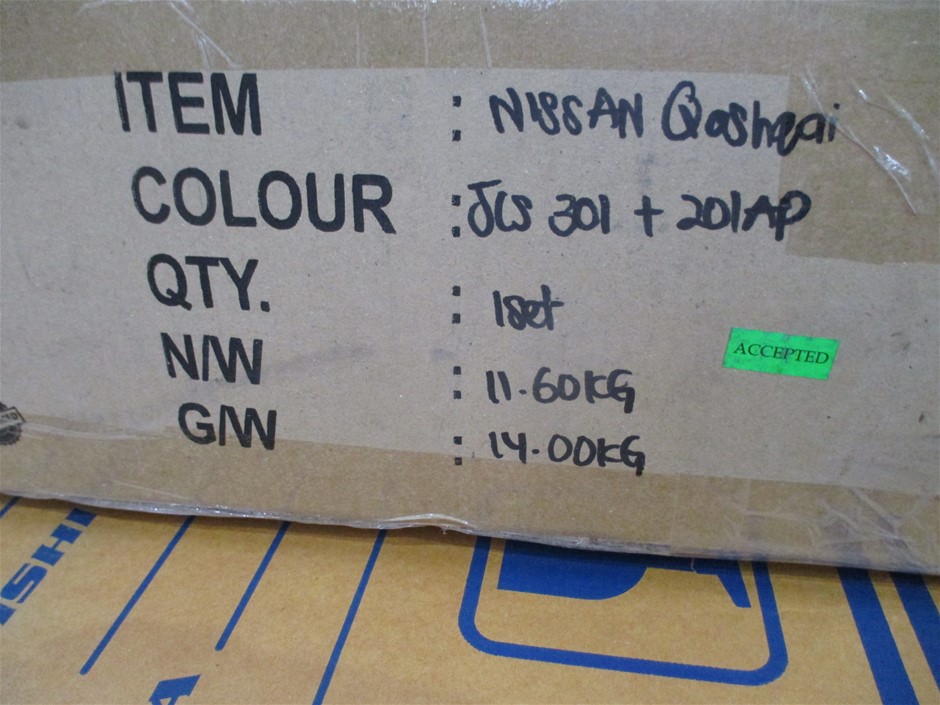 ITEM : NISSAN Qashqai
COLOUR : JCS 301 + 201AP
QTY. : 1set
ACCEPTED
N/W : 11.60KG
G/W : 14.00KG